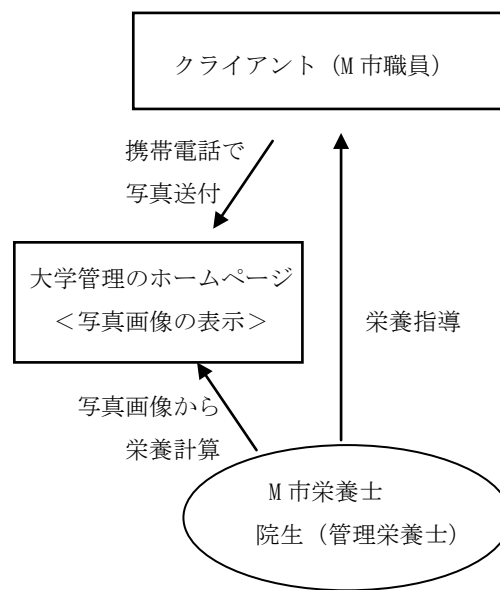 クライアント（M市職員）
携帯電話で
写真送付
大学管理のホームページ
＜写真画像の表示＞
栄養指導
写真画像から
栄養計算
M市栄養士
院生（管理栄養士）